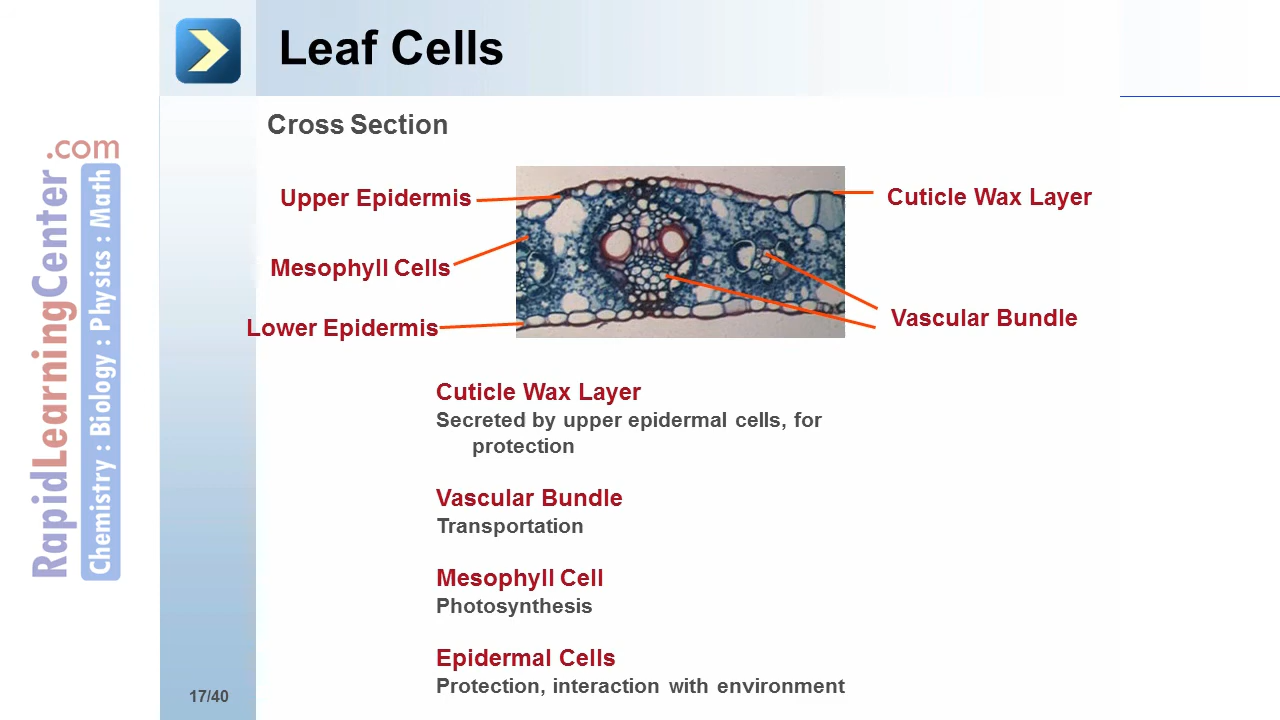 Leaf Cells
Cross Section
Upper Epidermis
Mesophyll Cells
Lower Epidermis
Cuticle Wax Layer
Vascular Bundle
Cuticle Wax Layer
Secreted by upper epidermal cells, for
protection
Vascular Bundle
Transportation
Mesophyll Cell
Photosynthesis
Epidermal Cells
Protection, interaction with environment
17/40
RapidLearningCenter.com
Chemistry : Biology : Physics : Math